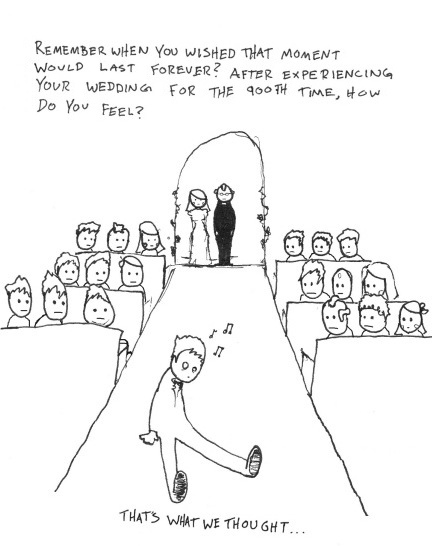 REMEMBER WHEN YOU WISHED THAT MOMENT
WOULD LAST FOREVER? AFTER EXPERIENCING
YOUR WEDDING FOR THE 900TH TIME, HOW
DO YOU FEEL?
THAT'S WHAT WE THOUGHT...